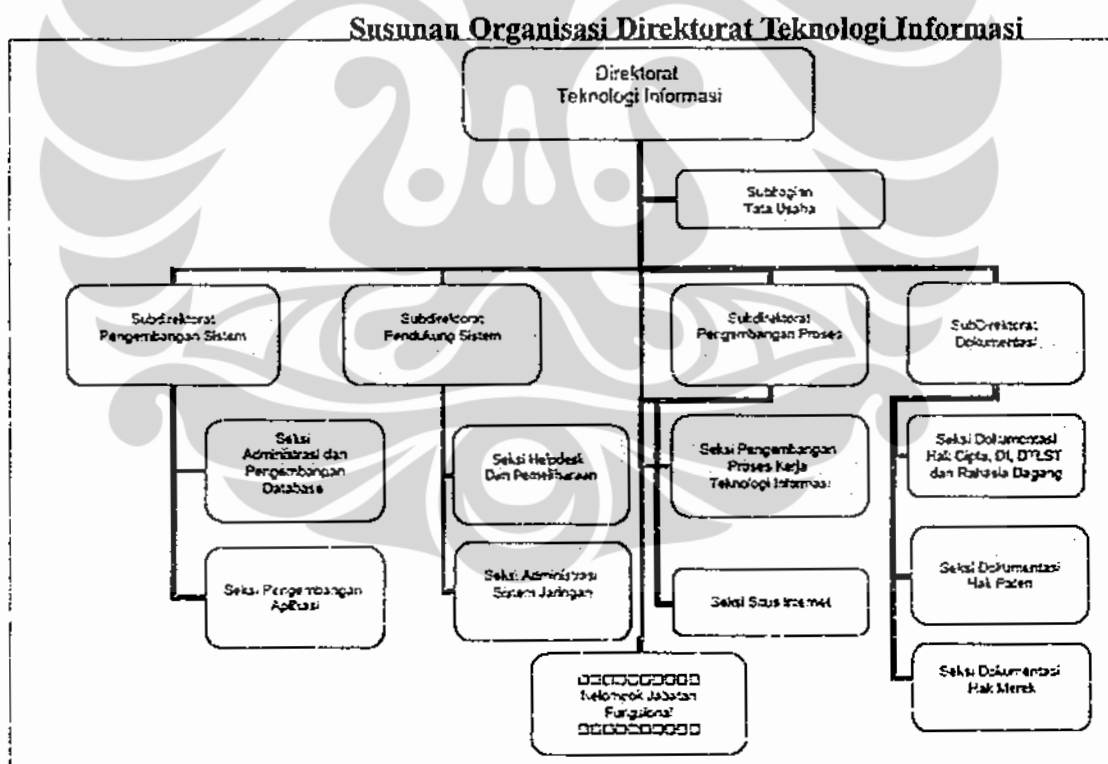 Susunan Organisasi Direktorat Teknologi Informasi
Direktorat
Teknologi Informasi
Subbagian
Tata Usaha
Subdirektorat
Pengembangan Sistem
Subdirektorat
Pendukung Sistem
Subdirektorat
Pengembangan Proses
SubDirektorat
Dokumentasi
Seksi
Administrasi dan
Pengembangan
Database
Seksi Helpdesk
Dan Pemeliharaan
Seksi Pengembangan
Proses Kerja
Teknologi Informasi
Seksi Dokumentasi
Hak Cipta, DI, DTLST
dan Rahasia Dagang
Seksi Pengembangan
Aplikasi
Seksi Administrasi
Sistem Jaringan
Seksi Situs Internet
Seksi Dokumentasi
Hak Paten
Seksi Dokumentasi
Hak Merek
□□□□□□□□□□
Kelompok Jabatan
Fungsional
□□□□□□□□□□